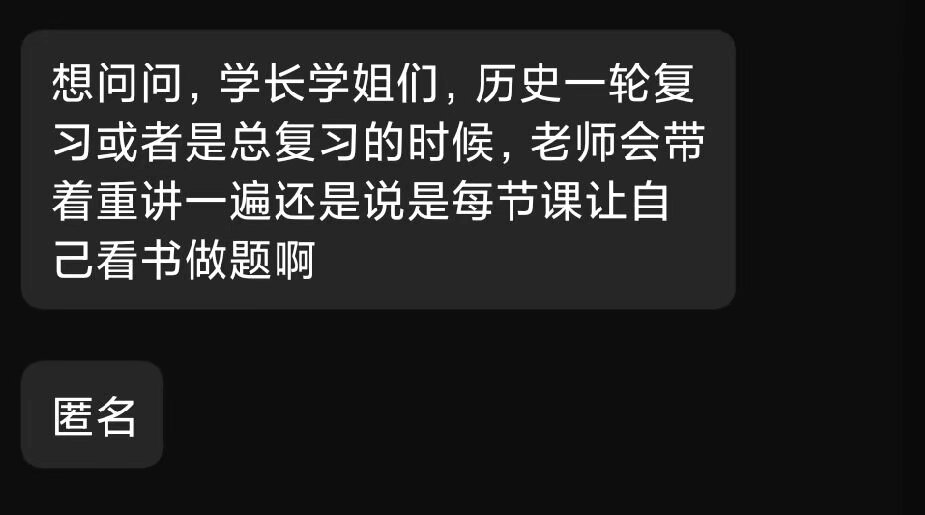 想问问，学长学姐们，历史一轮复
习或者是总复习的时候，老师会带
着重讲一遍还是说是每节课让自
己看书做题啊
匿名